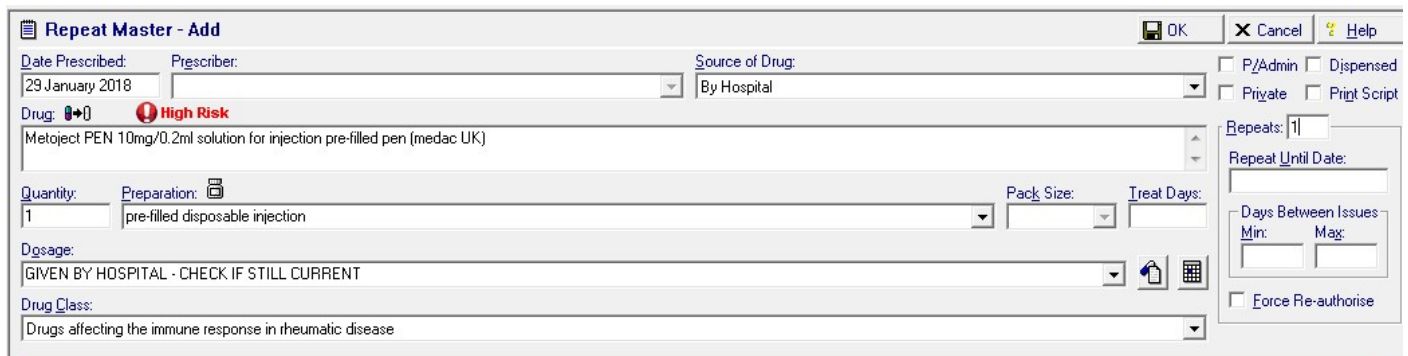 Repeat Master - Add
OK
Cancel
Help
Date Prescribed:
Prescriber:
Source of Drug:
P/Admin
Dispensed
29 January 2018
By Hospital
Private
Print Script
Drug:
High Risk
Repeats: 1
Metoject PEN 10mg/0.2ml solution for injection pre-filled pen (medac UK)
Repeat Until Date:
Quantity:
Preparation:
Pack Size:
Treat Days:
1
pre-filled disposable injection
Days Between Issues
Min:
Max:
Dosage:
GIVEN BY HOSPITAL - CHECK IF STILL CURRENT
Force Re-authorise
Drug Class:
Drugs affecting the immune response in rheumatic disease